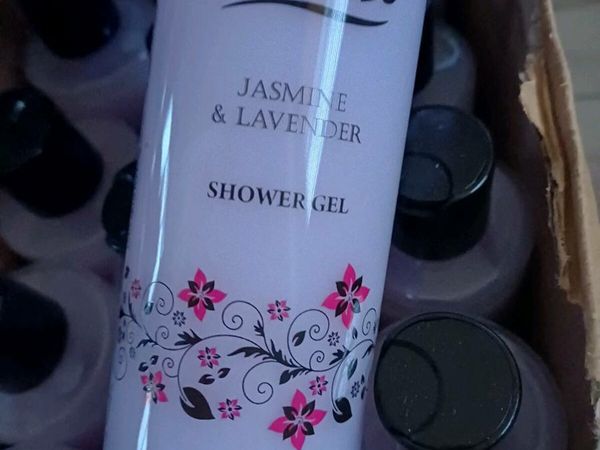 JASMINE
& LAVENDER
SHOWER GEL